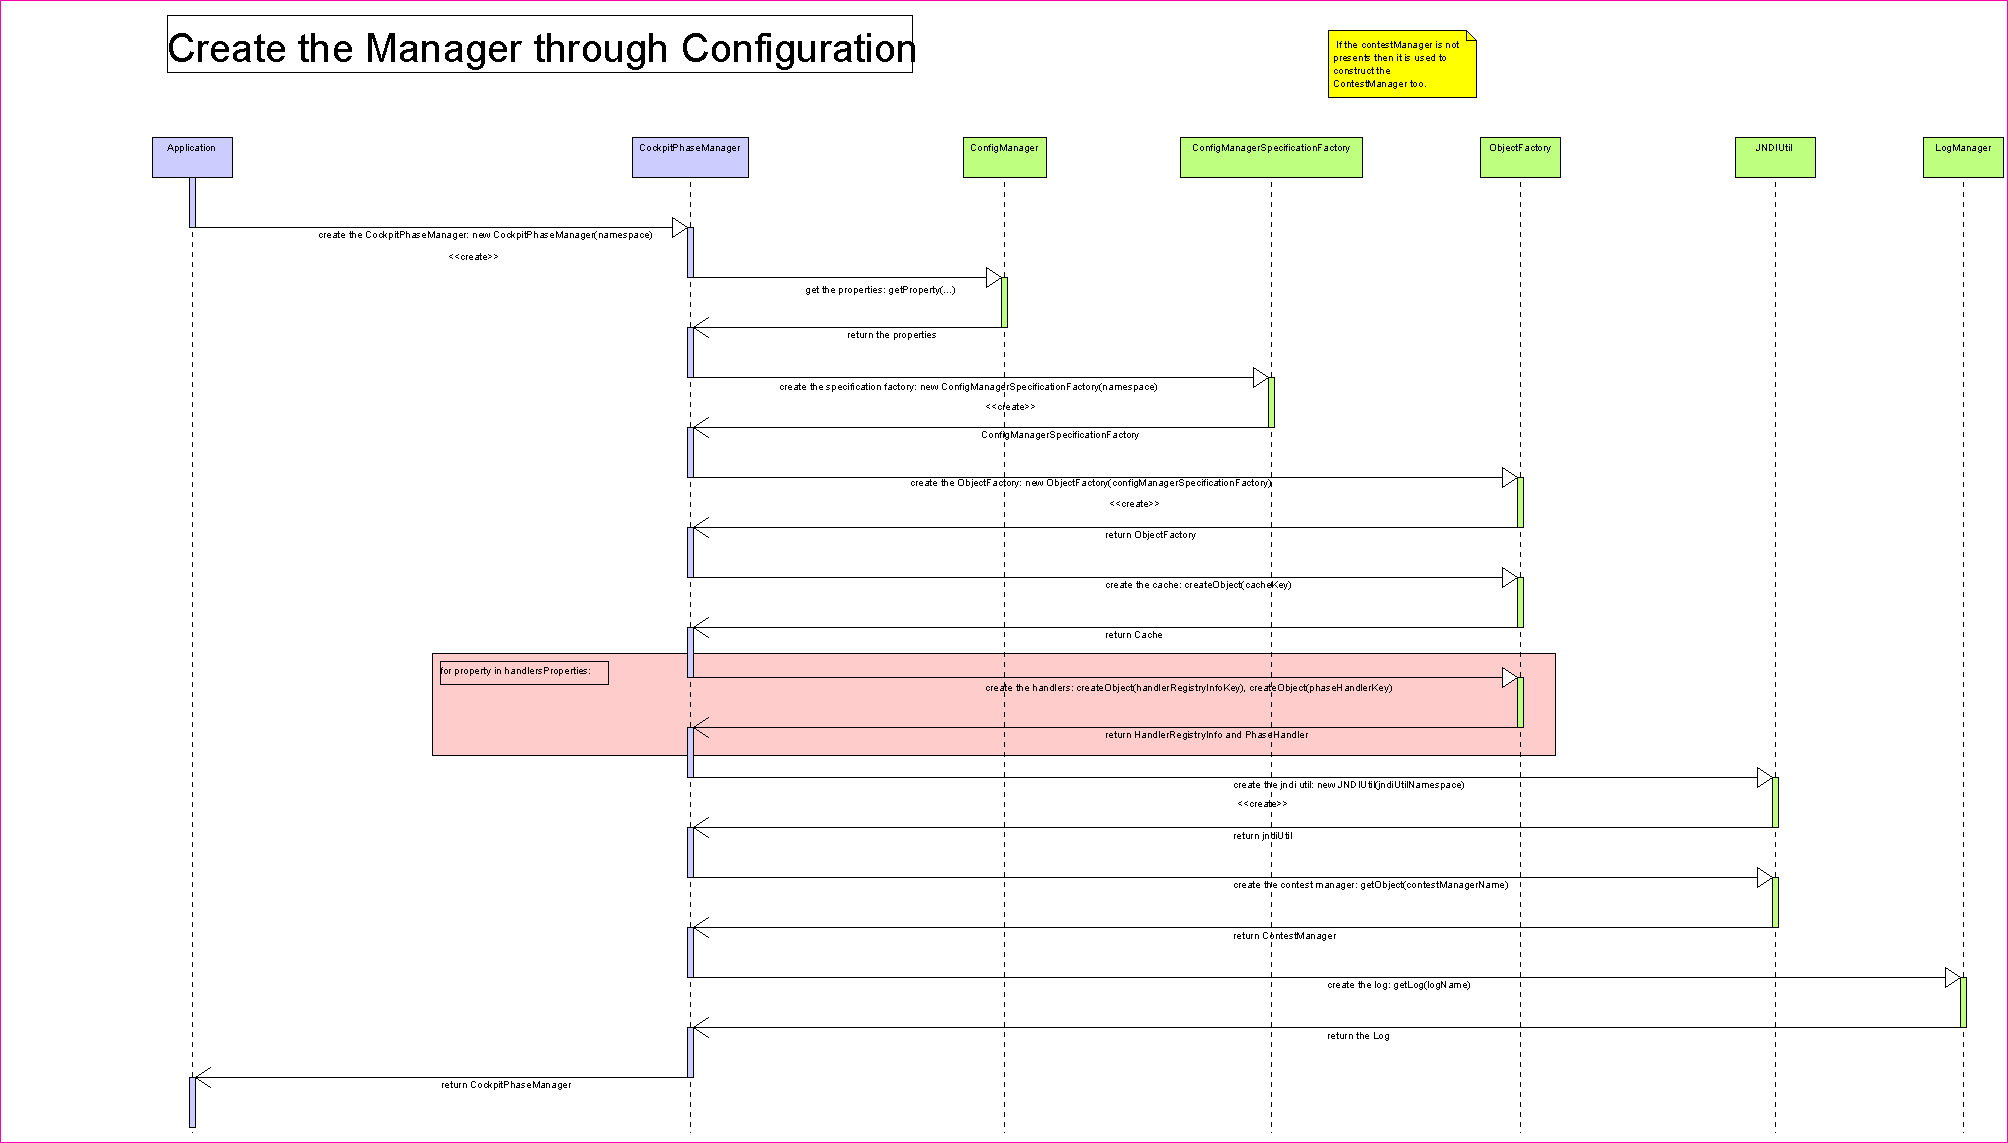 Create the Manager through Configuration
If the contestManager is not
presents then it is used to
construct the
ContestManager too.
Application
CockpitPhaseManager
ConfigManager
ConfigManagerSpecificationFactory
ObjectFactory
JNDIUtil
LogManager
create the CockpitPhaseManager: new CockpitPhaseManager(namespace)
<<create>>
get the properties: getProperty(...)
return the properties
create the specification factory: new ConfigManagerSpecificationFactory(namespace)
<<create>>
ConfigManagerSpecificationFactory
create the ObjectFactory: new ObjectFactory(configManagerSpecificationFactory)
<<create>>
return ObjectFactory
create the cache: createObject(cacheKey)
return Cache
for property in handlersProperties:
create the handlers: createObject(handlerRegistryInfoKey), createObject(phaseHandlerKey)
return HandlerRegistryInfo and PhaseHandler
create the jndi util: new JNDIUtil(jndiUtilNamespace)
<<create>>
return jndiUtil
create the contest manager: getObject(contestManagerName)
return ContestManager
create the log: getLog(logName)
return the Log
return CockpitPhaseManager